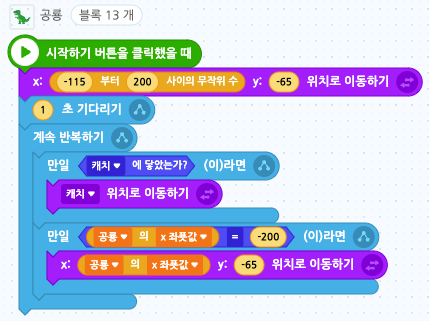 공룡 블록 13 개
시작하기 버튼을 클릭했을 때
x: -115 부터 200 사이의 무작위 수 y: -65 위치로 이동하기
1 초 기다리기
계속 반복하기
만일 캐치 ▼ 에 닿았는가? (이)라면
캐치 ▼ 위치로 이동하기
만일 공룡 ▼ 의 x 좌푯값 ▼ = -200 (이)라면
x: 공룡 ▼ 의 x 좌푯값 ▼ y: -65 위치로 이동하기